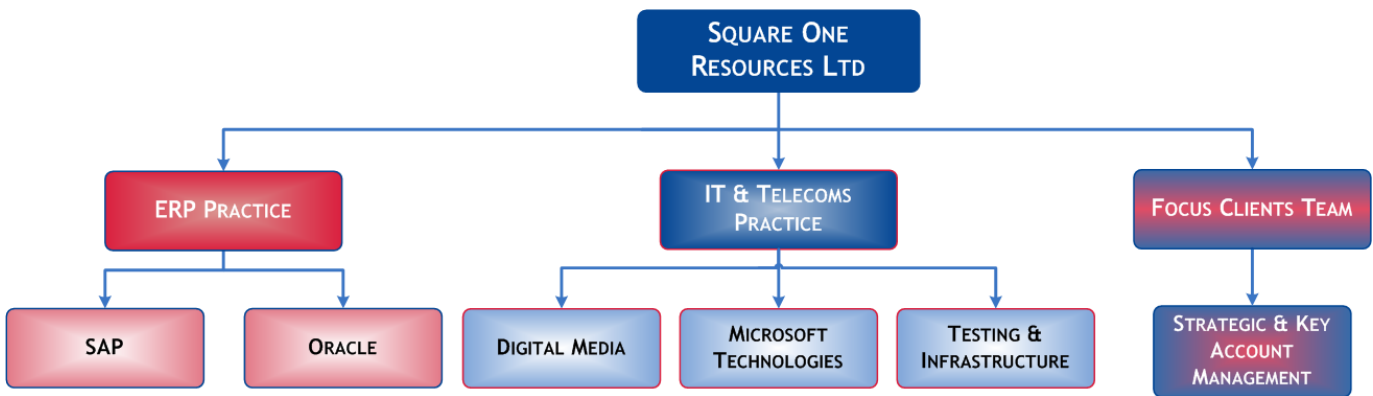 Square One
Resources Ltd
ERP Practice
IT & Telecoms
Practice
Focus Clients Team
SAP
Oracle
Digital Media
Microsoft
Technologies
Testing &
Infrastructure
Strategic & Key
Account
Management